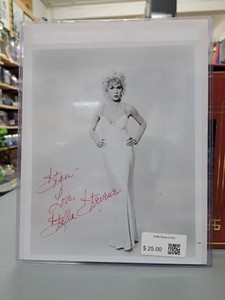 Stan -
Love,
Stella Stevens
$ 25.00